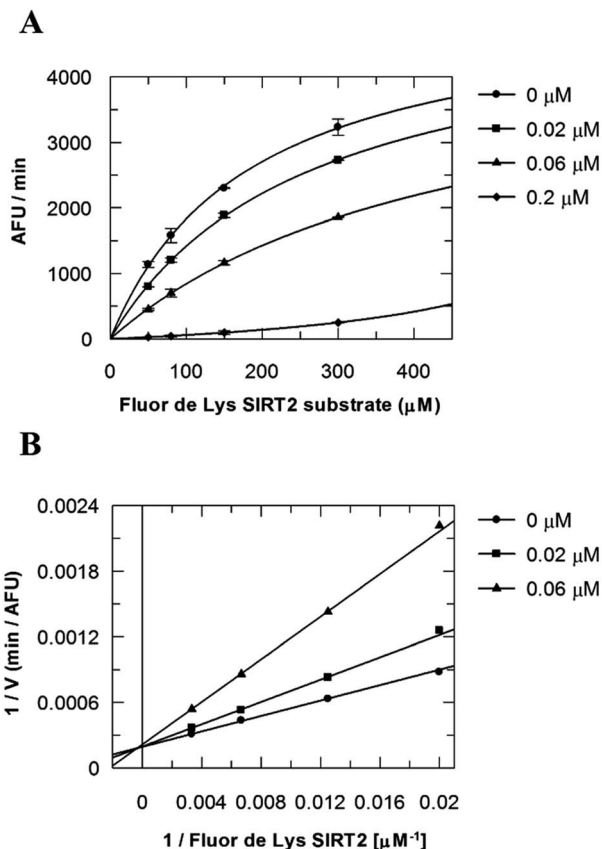 A
4000
3000
2000
1000
0
AFU / min
0 100 200 300 400
Fluor de Lys SIRT2 substrate (μM)
0 μM
0.02 μM
0.06 μM
0.2 μM
B
0.0024
0.0018
0.0012
0.0006
0
1 / V (min / AFU)
0 0.004 0.008 0.012 0.016 0.02
1 / Fluor de Lys SIRT2 [μM⁻¹]
0 μM
0.02 μM
0.06 μM